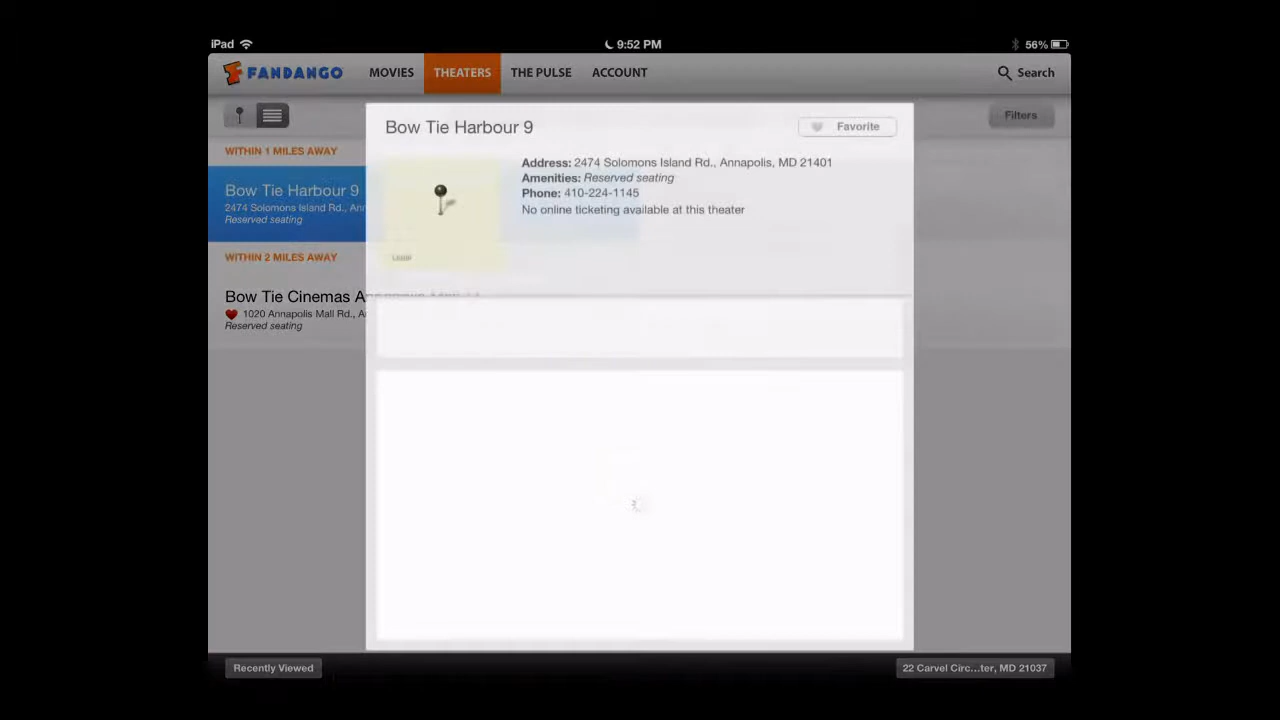 iPad
9:52 PM
56%
FANDANGO
MOVIES
THEATERS
THE PULSE
ACCOUNT
Search
Filters
WITHIN 1 MILES AWAY
Bow Tie Harbour 9
2474 Solomons Island Rd., Ann
Reserved seating
WITHIN 2 MILES AWAY
Bow Tie Cinemas A
1020 Annapolis Mall Rd., A
Reserved seating
Bow Tie Harbour 9
Favorite
Address: 2474 Solomons Island Rd., Annapolis, MD 21401
Amenities: Reserved seating
Phone: 410-224-1145
No online ticketing available at this theater
Legal
Recently Viewed
22 Carvel Circ...ter, MD 21037